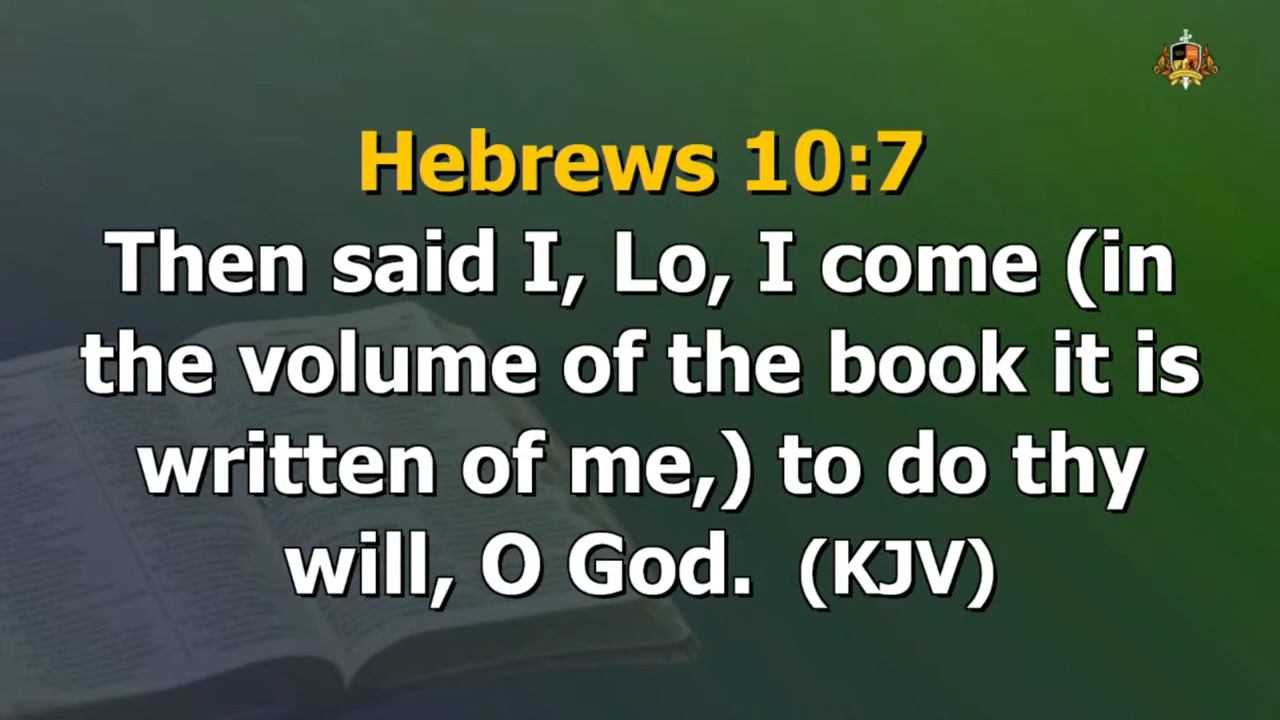 Hebrews 10:7
Then said I, Lo, I come (in
the volume of the book it is
written of me,) to do thy
will, O God. (KJV)